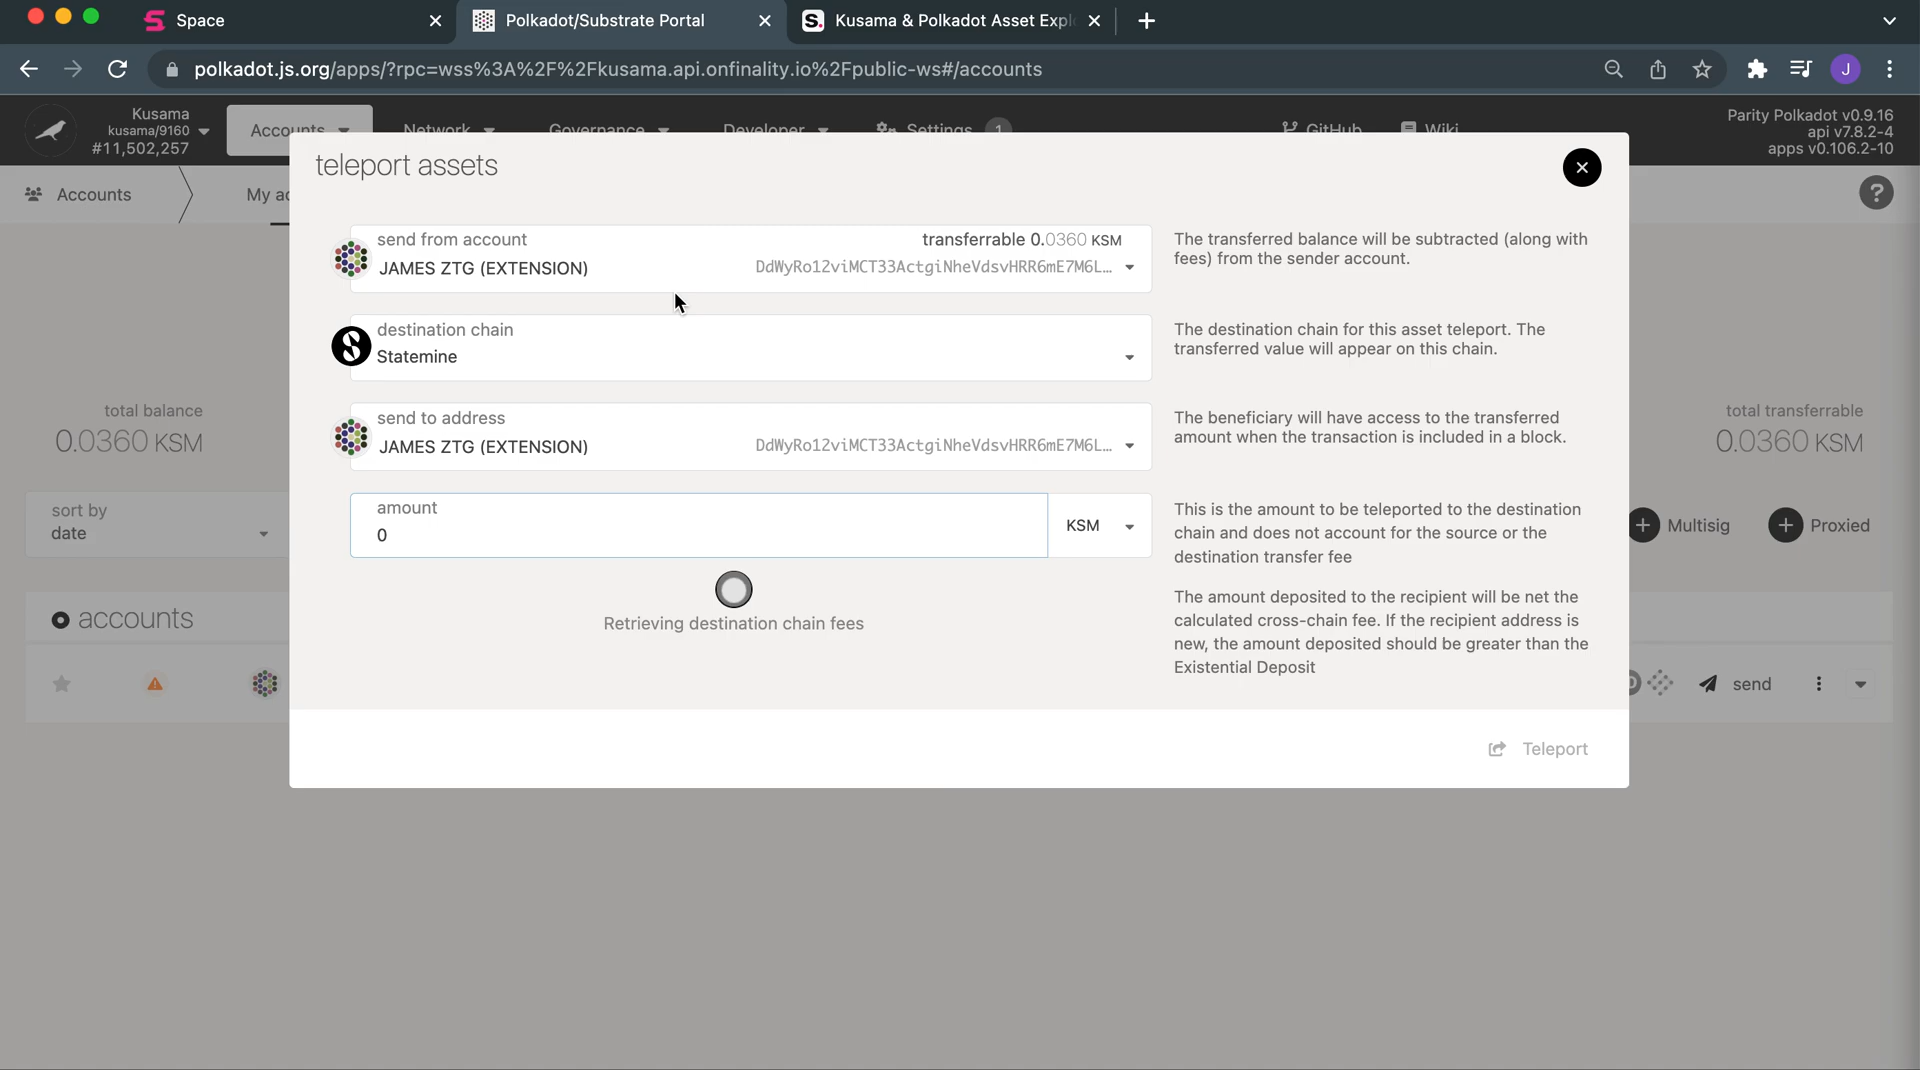 Space
Polkadot/Substrate Portal
Kusama & Polkadot Asset Expl
polkadot.js.org/apps/?rpc=wss%3A%2F%2Fkusama.api.onfinality.io%2Fpublic-ws#/accounts
J
Kusama
kusama/9160
#11,502,257
Accounts
Network
Governance
Developer
Settings
1
GitHub
Wiki
Parity Polkadot v0.9.16
api v7.8.2-4
apps v0.106.2-10
Accounts
My ac
?
teleport assets
send from account
transferrable 0.0360 KSM
JAMES ZTG (EXTENSION)
DdWyRo12viMCT33ActgiNheVdsvHRR6mE7M6L…
The transferred balance will be subtracted (along with
fees) from the sender account.
destination chain
Statemine
The destination chain for this asset teleport. The
transferred value will appear on this chain.
send to address
JAMES ZTG (EXTENSION)
DdWyRo12viMCT33ActgiNheVdsvHRR6mE7M6L…
The beneficiary will have access to the transferred
amount when the transaction is included in a block.
total balance
0.0360 KSM
total transferrable
0.0360 KSM
amount
0
KSM
This is the amount to be teleported to the destination
chain and does not account for the source or the
destination transfer fee
The amount deposited to the recipient will be net the
calculated cross-chain fee. If the recipient address is
new, the amount deposited should be greater than the
Existential Deposit
Retrieving destination chain fees
sort by
date
Multisig
Proxied
accounts
send
Teleport